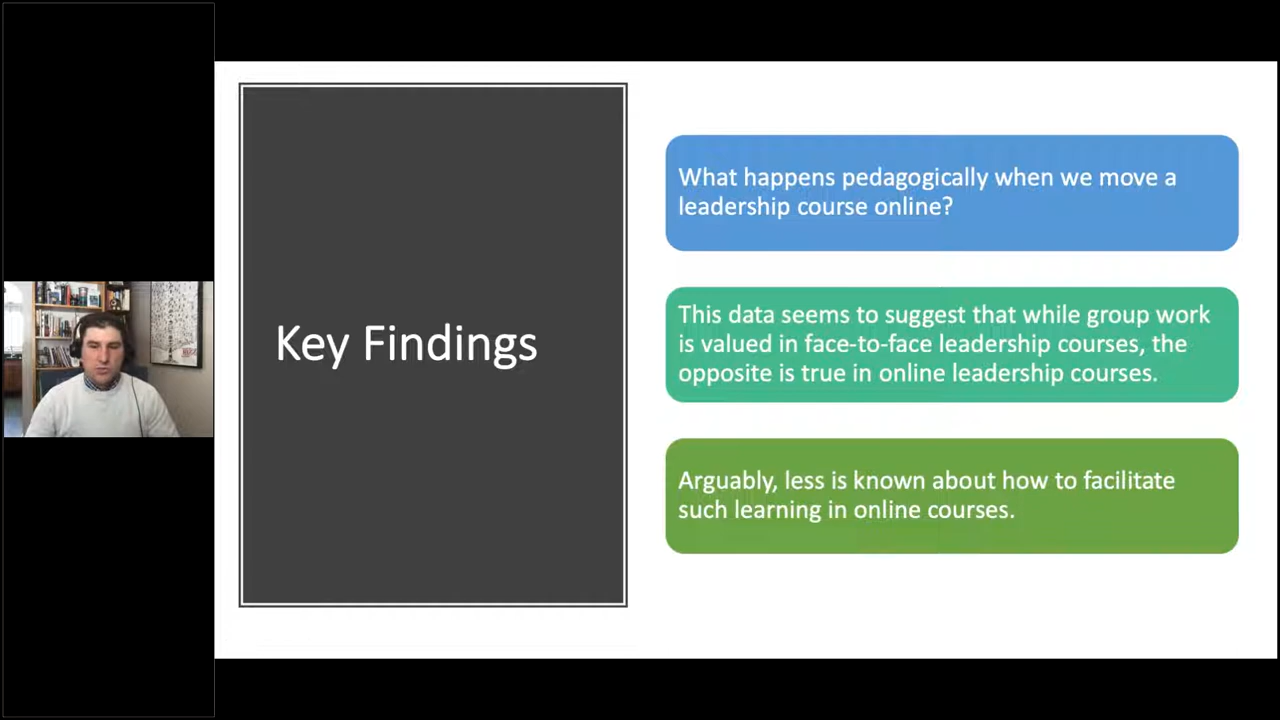 Key Findings
What happens pedagogically when we move a
leadership course online?
This data seems to suggest that while group work
is valued in face-to-face leadership courses, the
opposite is true in online leadership courses.
Arguably, less is known about how to facilitate
such learning in online courses.